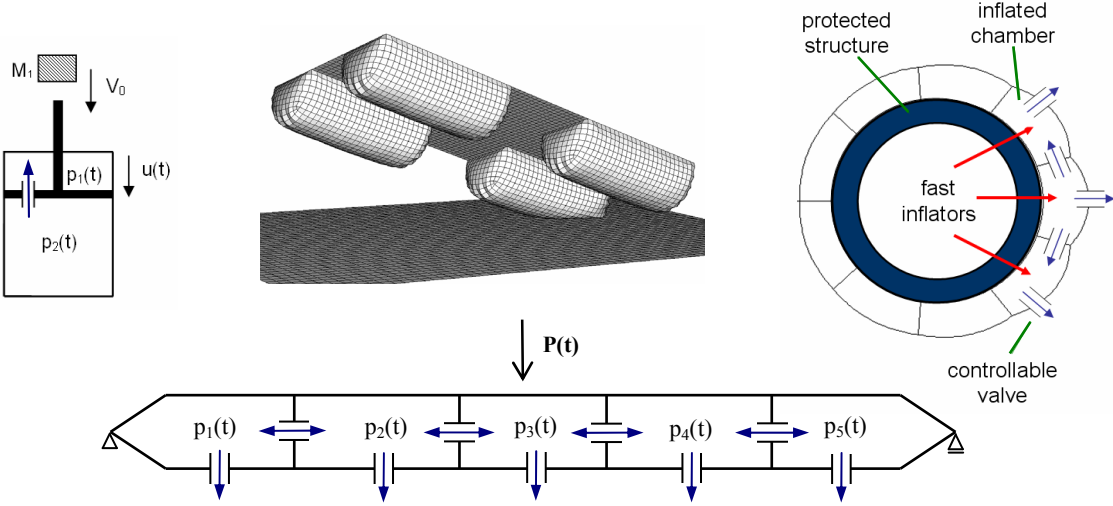 M₁
V₀
p₁(t)
u(t)
p₂(t)
protected
structure
inflated
chamber
fast
inflators
controllable
valve
P(t)
p₁(t)
p₂(t)
p₃(t)
p₄(t)
p₅(t)